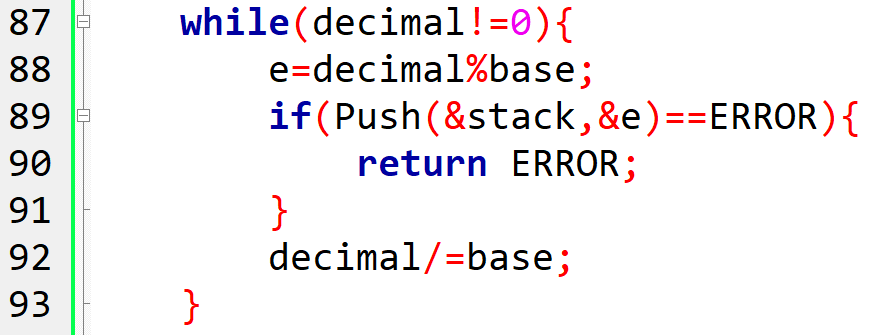 87 while(decimal!=0){
88 e=decimal%base;
89 if(Push(&stack,&e)==ERROR){
90 return ERROR;
91 }
92 decimal/=base;
93 }